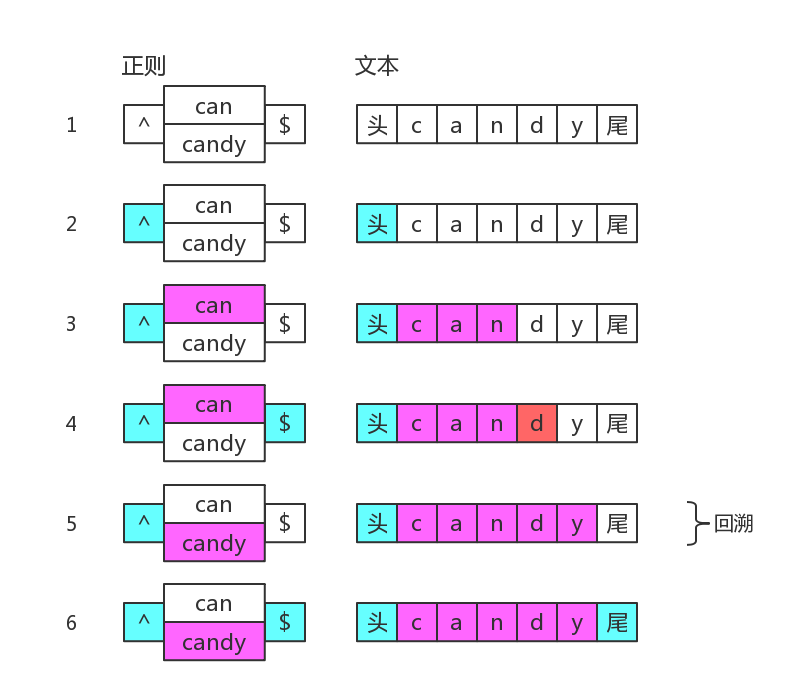 正则 文本
can
1 ^ $ 头 c a n d y 尾
candy
can
2 ^ $ 头 c a n d y 尾
candy
can
3 ^ $ 头 c a n d y 尾
candy
can
4 ^ $ 头 c a n d y 尾
candy
can
5 ^ $ 头 c a n d y 尾 回溯
candy
can
6 ^ $ 头 c a n d y 尾
candy